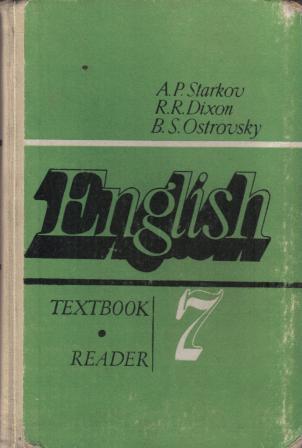 A.P. Starkov
R.R. Dixon
B.S. Ostrovsky
English
TEXTBOOK
•
READER
7